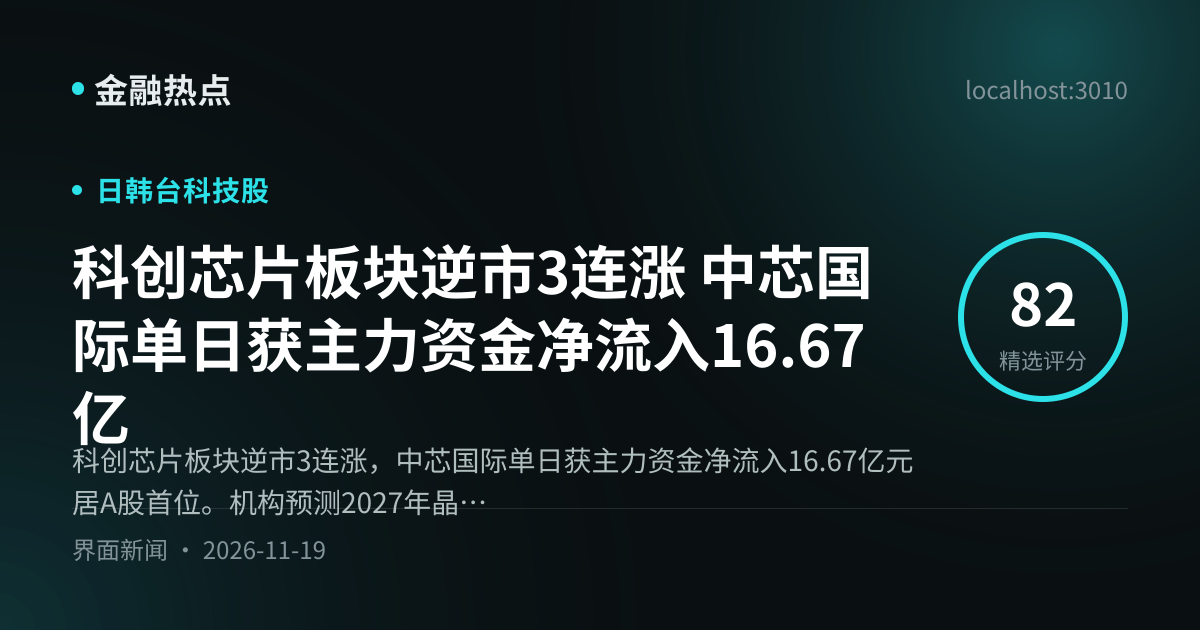 金融热点
localhost:3010
日韩台科技股
科创芯片板块逆市3连涨 中芯国
际单日获主力资金净流入16.67
亿
82
精选评分
科创芯片板块逆市3连涨，中芯国际单日获主力资金净流入16.67亿元
居A股首位。机构预测2027年晶…
界面新闻 · 2026-11-19